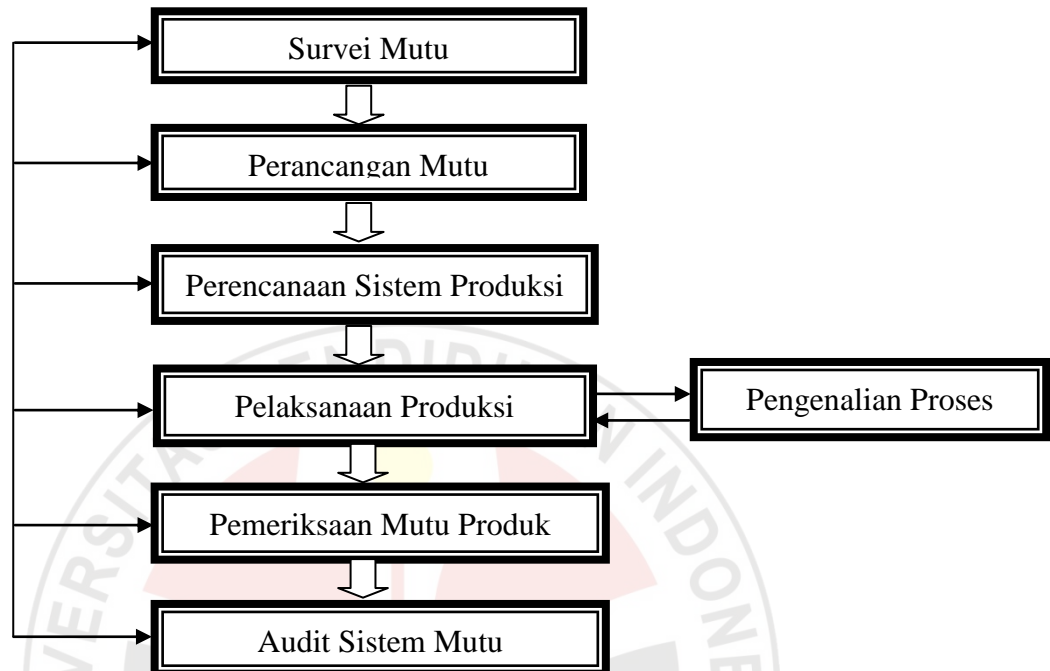 Survei Mutu
Perancangan Mutu
Perencanaan Sistem Produksi
Pelaksanaan Produksi
Pengenalian Proses
Pemeriksaan Mutu Produk
Audit Sistem Mutu